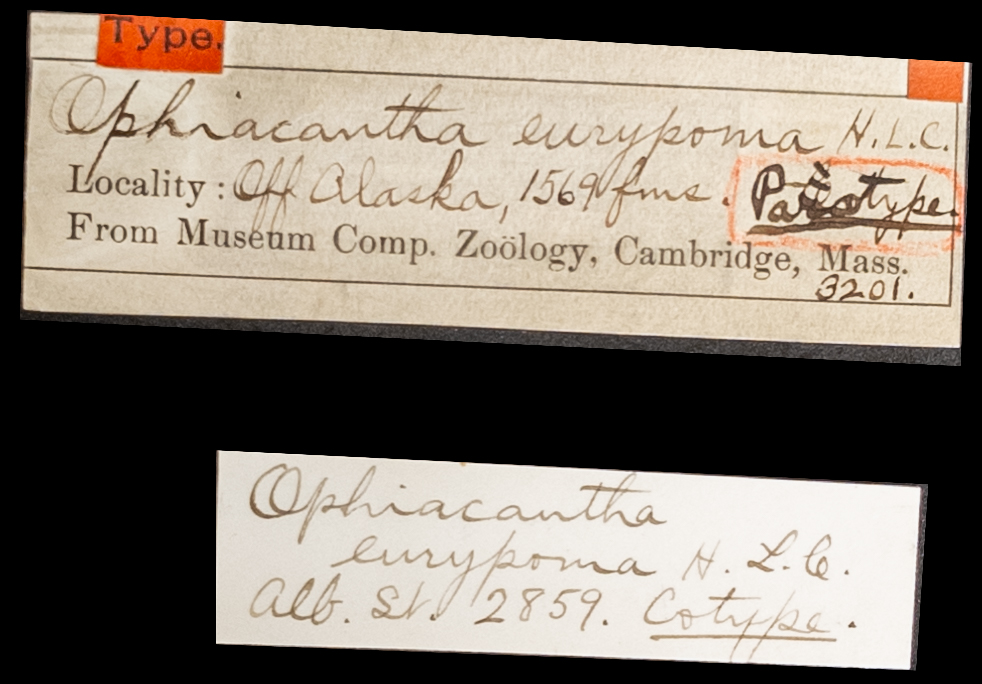 Type.
Ophiacantha eurypoma H.L.C.
Locality: Off Alaska, 1569 fms. Paratype.
From Museum Comp. Zoölogy, Cambridge, Mass.
3201.
Ophiacantha
eurypoma H. L. C.
Alb. St. 2859. Cotype.